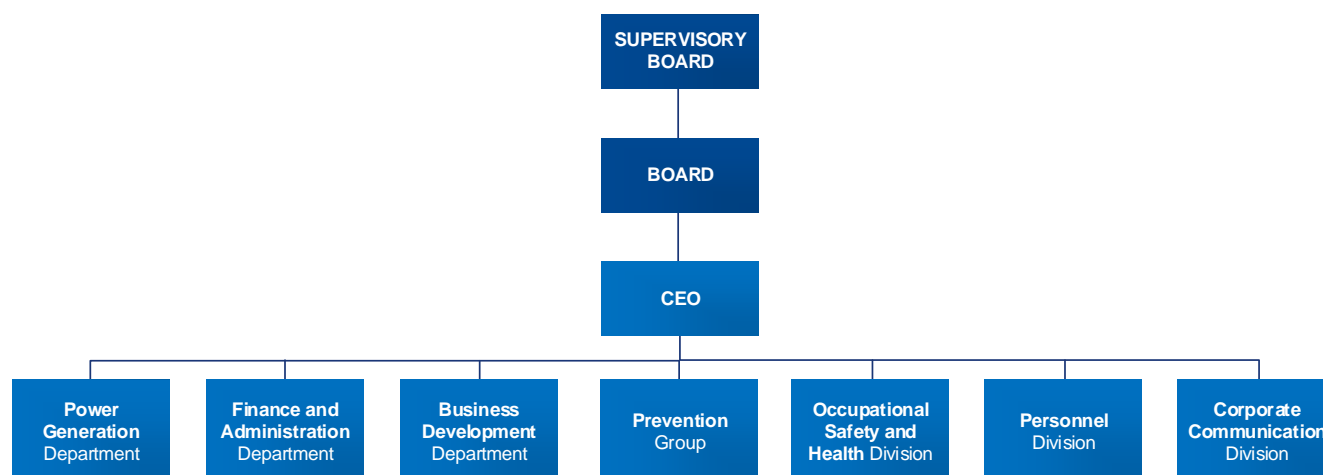 SUPERVISORY
BOARD
BOARD
CEO
Power
Generation
Department
Finance and
Administration
Department
Business
Development
Department
Prevention
Group
Occupational
Safety and
Health Division
Personnel
Division
Corporate
Communication
Division